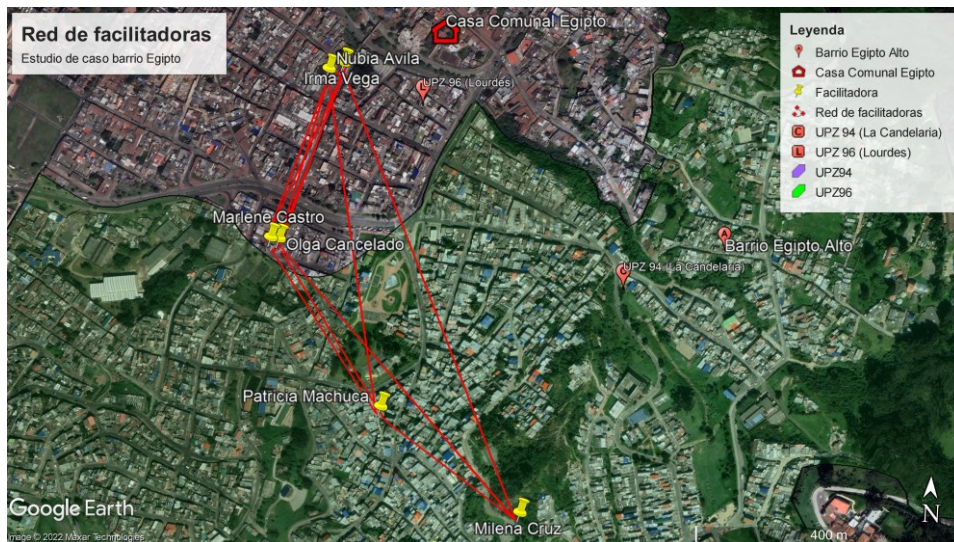 Red de facilitadoras
Estudio de caso barrio Egipto
Casa Comunal Egipto
Nubia Avila
Irma Vega
UPZ 96 (Lourdes)
L
Leyenda
Barrio Egipto Alto
Casa Comunal Egipto
Facilitadora
Red de facilitadoras
C UPZ 94 (La Candelaria)
L UPZ 96 (Lourdes)
UPZ94
UPZ96
Marlene Castro
Olga Cancelado
A
Barrio Egipto Alto
UPZ 94 (La Candelaria)
C
Patricia Machuca
Milena Cruz
Google Earth
Image © 2022 Maxar Technologies
400 m
N